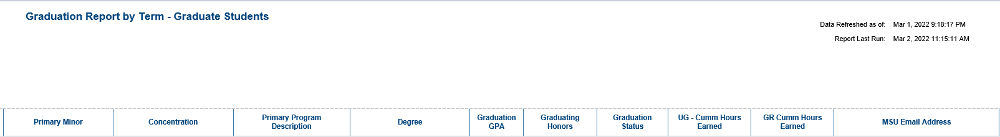 Graduation Report by Term - Graduate Students
Data Refreshed as of: Mar 1, 2022 9:18:17 PM
Report Last Run: Mar 2, 2022 11:15:11 AM
Primary Minor
Concentration
Primary Program
Description
Degree
Graduation
GPA
Graduating
Honors
Graduation
Status
UG - Cumm Hours
Earned
GR Cumm Hours
Earned
MSU Email Address